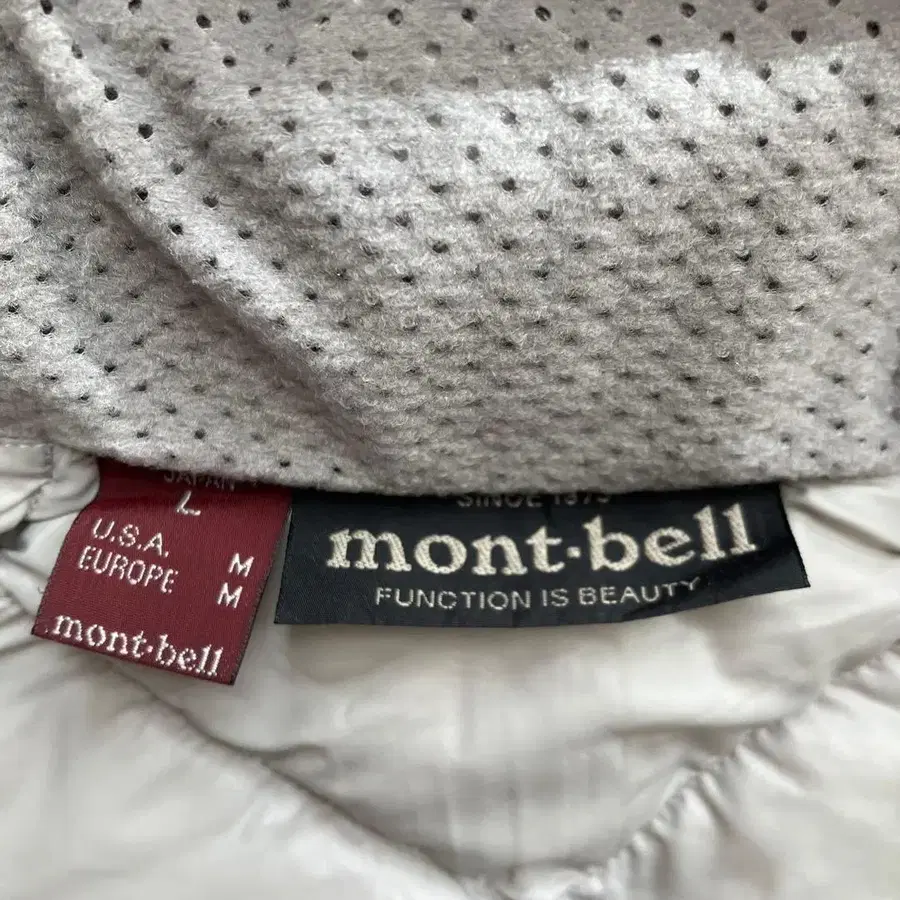 JAPAN
L
U.S.A. M
EUROPE M
mont·bell
SINCE 1975
mont·bell
FUNCTION IS BEAUTY